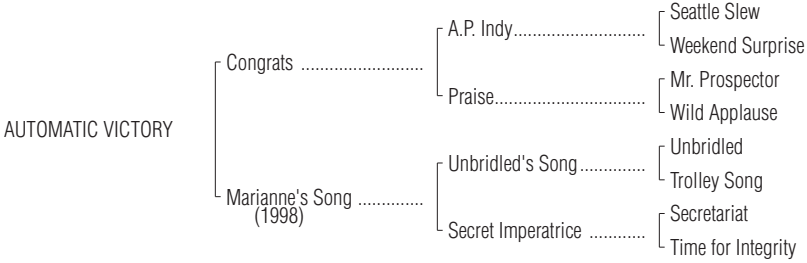 Seattle Slew
A.P. Indy
Weekend Surprise
Congrats
Mr. Prospector
Praise
Wild Applause
AUTOMATIC VICTORY
Unbridled
Unbridled's Song
Trolley Song
Marianne's Song
(1998)
Secretariat
Secret Imperatrice
Time for Integrity